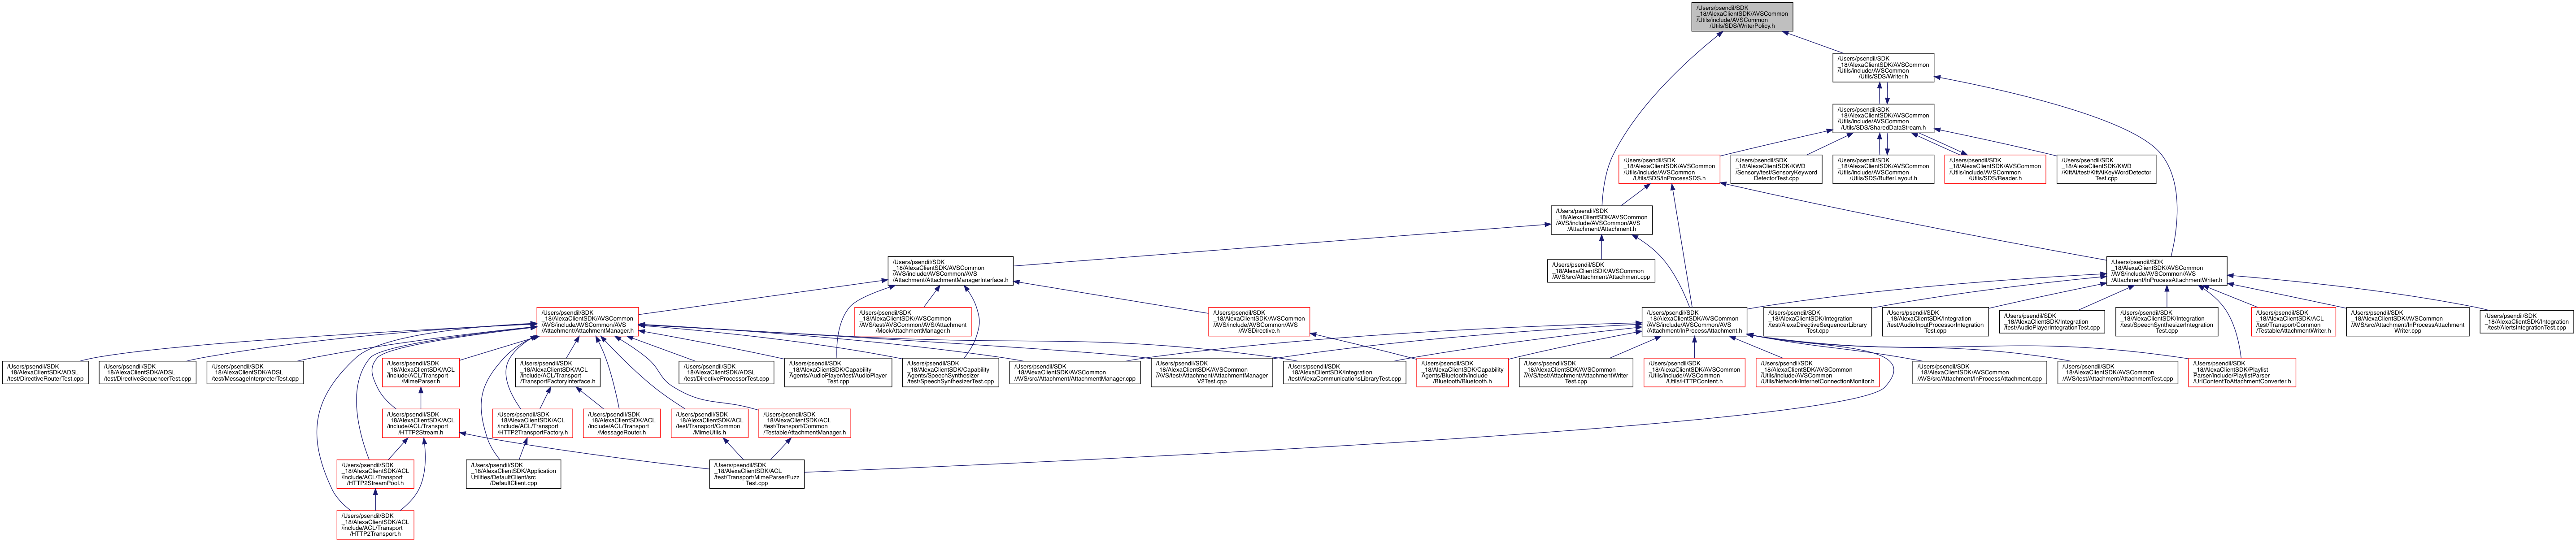 /Users/psendil/SDK
_18/AlexaClientSDK/AVSCommon
/Utils/include/AVSCommon
/Utils/SDS/WriterPolicy.h
/Users/psendil/SDK
_18/AlexaClientSDK/AVSCommon
/Utils/include/AVSCommon
/Utils/SDS/Writer.h
/Users/psendil/SDK
_18/AlexaClientSDK/AVSCommon
/Utils/include/AVSCommon
/Utils/SDS/SharedDataStream.h
/Users/psendil/SDK
_18/AlexaClientSDK/AVSCommon
/Utils/include/AVSCommon
/Utils/SDS/InProcessSDS.h
/Users/psendil/SDK
_18/AlexaClientSDK/KWD
/Sensory/test/SensoryKeyword
DetectorTest.cpp
/Users/psendil/SDK
_18/AlexaClientSDK/AVSCommon
/Utils/include/AVSCommon
/Utils/SDS/BufferLayout.h
/Users/psendil/SDK
_18/AlexaClientSDK/AVSCommon
/Utils/include/AVSCommon
/Utils/SDS/Reader.h
/Users/psendil/SDK
_18/AlexaClientSDK/KWD
/KittAi/test/KittAiKeyWordDetector
Test.cpp
/Users/psendil/SDK
_18/AlexaClientSDK/AVSCommon
/AVS/include/AVSCommon/AVS
/Attachment/Attachment.h
/Users/psendil/SDK
_18/AlexaClientSDK/AVSCommon
/AVS/include/AVSCommon/AVS
/Attachment/AttachmentManagerInterface.h
/Users/psendil/SDK
_18/AlexaClientSDK/AVSCommon
/AVS/src/Attachment/Attachment.cpp
/Users/psendil/SDK
_18/AlexaClientSDK/AVSCommon
/AVS/include/AVSCommon/AVS
/Attachment/InProcessAttachmentWriter.h
/Users/psendil/SDK
_18/AlexaClientSDK/AVSCommon
/AVS/include/AVSCommon/AVS
/Attachment/AttachmentManager.h
/Users/psendil/SDK
_18/AlexaClientSDK/AVSCommon
/AVS/test/AVSCommon/AVS/Attachment
/MockAttachmentManager.h
/Users/psendil/SDK
_18/AlexaClientSDK/AVSCommon
/AVS/include/AVSCommon/AVS
/AVSDirective.h
/Users/psendil/SDK
_18/AlexaClientSDK/AVSCommon
/AVS/include/AVSCommon/AVS
/Attachment/InProcessAttachment.h
/Users/psendil/SDK
_18/AlexaClientSDK/Integration
/test/AlexaDirectiveSequencerLibrary
Test.cpp
/Users/psendil/SDK
_18/AlexaClientSDK/Integration
/test/AudioInputProcessorIntegration
Test.cpp
/Users/psendil/SDK
_18/AlexaClientSDK/Integration
/test/AudioPlayerIntegrationTest.cpp
/Users/psendil/SDK
_18/AlexaClientSDK/Integration
/test/SpeechSynthesizerIntegration
Test.cpp
/Users/psendil/SDK
_18/AlexaClientSDK/ACL
/test/Transport/Common
/TestableAttachmentWriter.h
/Users/psendil/SDK
_18/AlexaClientSDK/AVSCommon
/AVS/src/Attachment/InProcessAttachment
Writer.cpp
/Users/psendil/SDK
_18/AlexaClientSDK/Integration
/test/AlertsIntegrationTest.cpp
/Users/psendil/SDK
_18/AlexaClientSDK/ADSL
/test/DirectiveRouterTest.cpp
/Users/psendil/SDK
_18/AlexaClientSDK/ADSL
/test/DirectiveSequencerTest.cpp
/Users/psendil/SDK
_18/AlexaClientSDK/ADSL
/test/MessageInterpreterTest.cpp
/Users/psendil/SDK
_18/AlexaClientSDK/ACL
/include/ACL/Transport
/MimeParser.h
/Users/psendil/SDK
_18/AlexaClientSDK/ACL
/include/ACL/Transport
/TransportFactoryInterface.h
/Users/psendil/SDK
_18/AlexaClientSDK/ADSL
/test/DirectiveProcessorTest.cpp
/Users/psendil/SDK
_18/AlexaClientSDK/Capability
Agents/AudioPlayer/test/AudioPlayer
Test.cpp
/Users/psendil/SDK
_18/AlexaClientSDK/Capability
Agents/SpeechSynthesizer
/test/SpeechSynthesizerTest.cpp
/Users/psendil/SDK
_18/AlexaClientSDK/AVSCommon
/AVS/src/Attachment/AttachmentManager.cpp
/Users/psendil/SDK
_18/AlexaClientSDK/AVSCommon
/AVS/test/Attachment/AttachmentManager
V2Test.cpp
/Users/psendil/SDK
_18/AlexaClientSDK/Integration
/test/AlexaCommunicationsLibraryTest.cpp
/Users/psendil/SDK
_18/AlexaClientSDK/Capability
Agents/Bluetooth/include
/Bluetooth/Bluetooth.h
/Users/psendil/SDK
_18/AlexaClientSDK/AVSCommon
/AVS/test/Attachment/AttachmentWriter
Test.cpp
/Users/psendil/SDK
_18/AlexaClientSDK/AVSCommon
/Utils/include/AVSCommon
/Utils/HTTPContent.h
/Users/psendil/SDK
_18/AlexaClientSDK/AVSCommon
/Utils/include/AVSCommon
/Utils/Network/InternetConnectionMonitor.h
/Users/psendil/SDK
_18/AlexaClientSDK/AVSCommon
/AVS/src/Attachment/InProcessAttachment.cpp
/Users/psendil/SDK
_18/AlexaClientSDK/AVSCommon
/AVS/test/Attachment/AttachmentTest.cpp
/Users/psendil/SDK
_18/AlexaClientSDK/Playlist
Parser/include/PlaylistParser
/UrlContentToAttachmentConverter.h
/Users/psendil/SDK
_18/AlexaClientSDK/ACL
/include/ACL/Transport
/HTTP2Stream.h
/Users/psendil/SDK
_18/AlexaClientSDK/ACL
/include/ACL/Transport
/HTTP2TransportFactory.h
/Users/psendil/SDK
_18/AlexaClientSDK/ACL
/include/ACL/Transport
/MessageRouter.h
/Users/psendil/SDK
_18/AlexaClientSDK/ACL
/test/Transport/Common
/MimeUtils.h
/Users/psendil/SDK
_18/AlexaClientSDK/ACL
/test/Transport/Common
/TestableAttachmentManager.h
/Users/psendil/SDK
_18/AlexaClientSDK/ACL
/include/ACL/Transport
/HTTP2StreamPool.h
/Users/psendil/SDK
_18/AlexaClientSDK/Application
Utilities/DefaultClient/src
/DefaultClient.cpp
/Users/psendil/SDK
_18/AlexaClientSDK/ACL
/test/Transport/MimeParserFuzz
Test.cpp
/Users/psendil/SDK
_18/AlexaClientSDK/ACL
/include/ACL/Transport
/HTTP2Transport.h